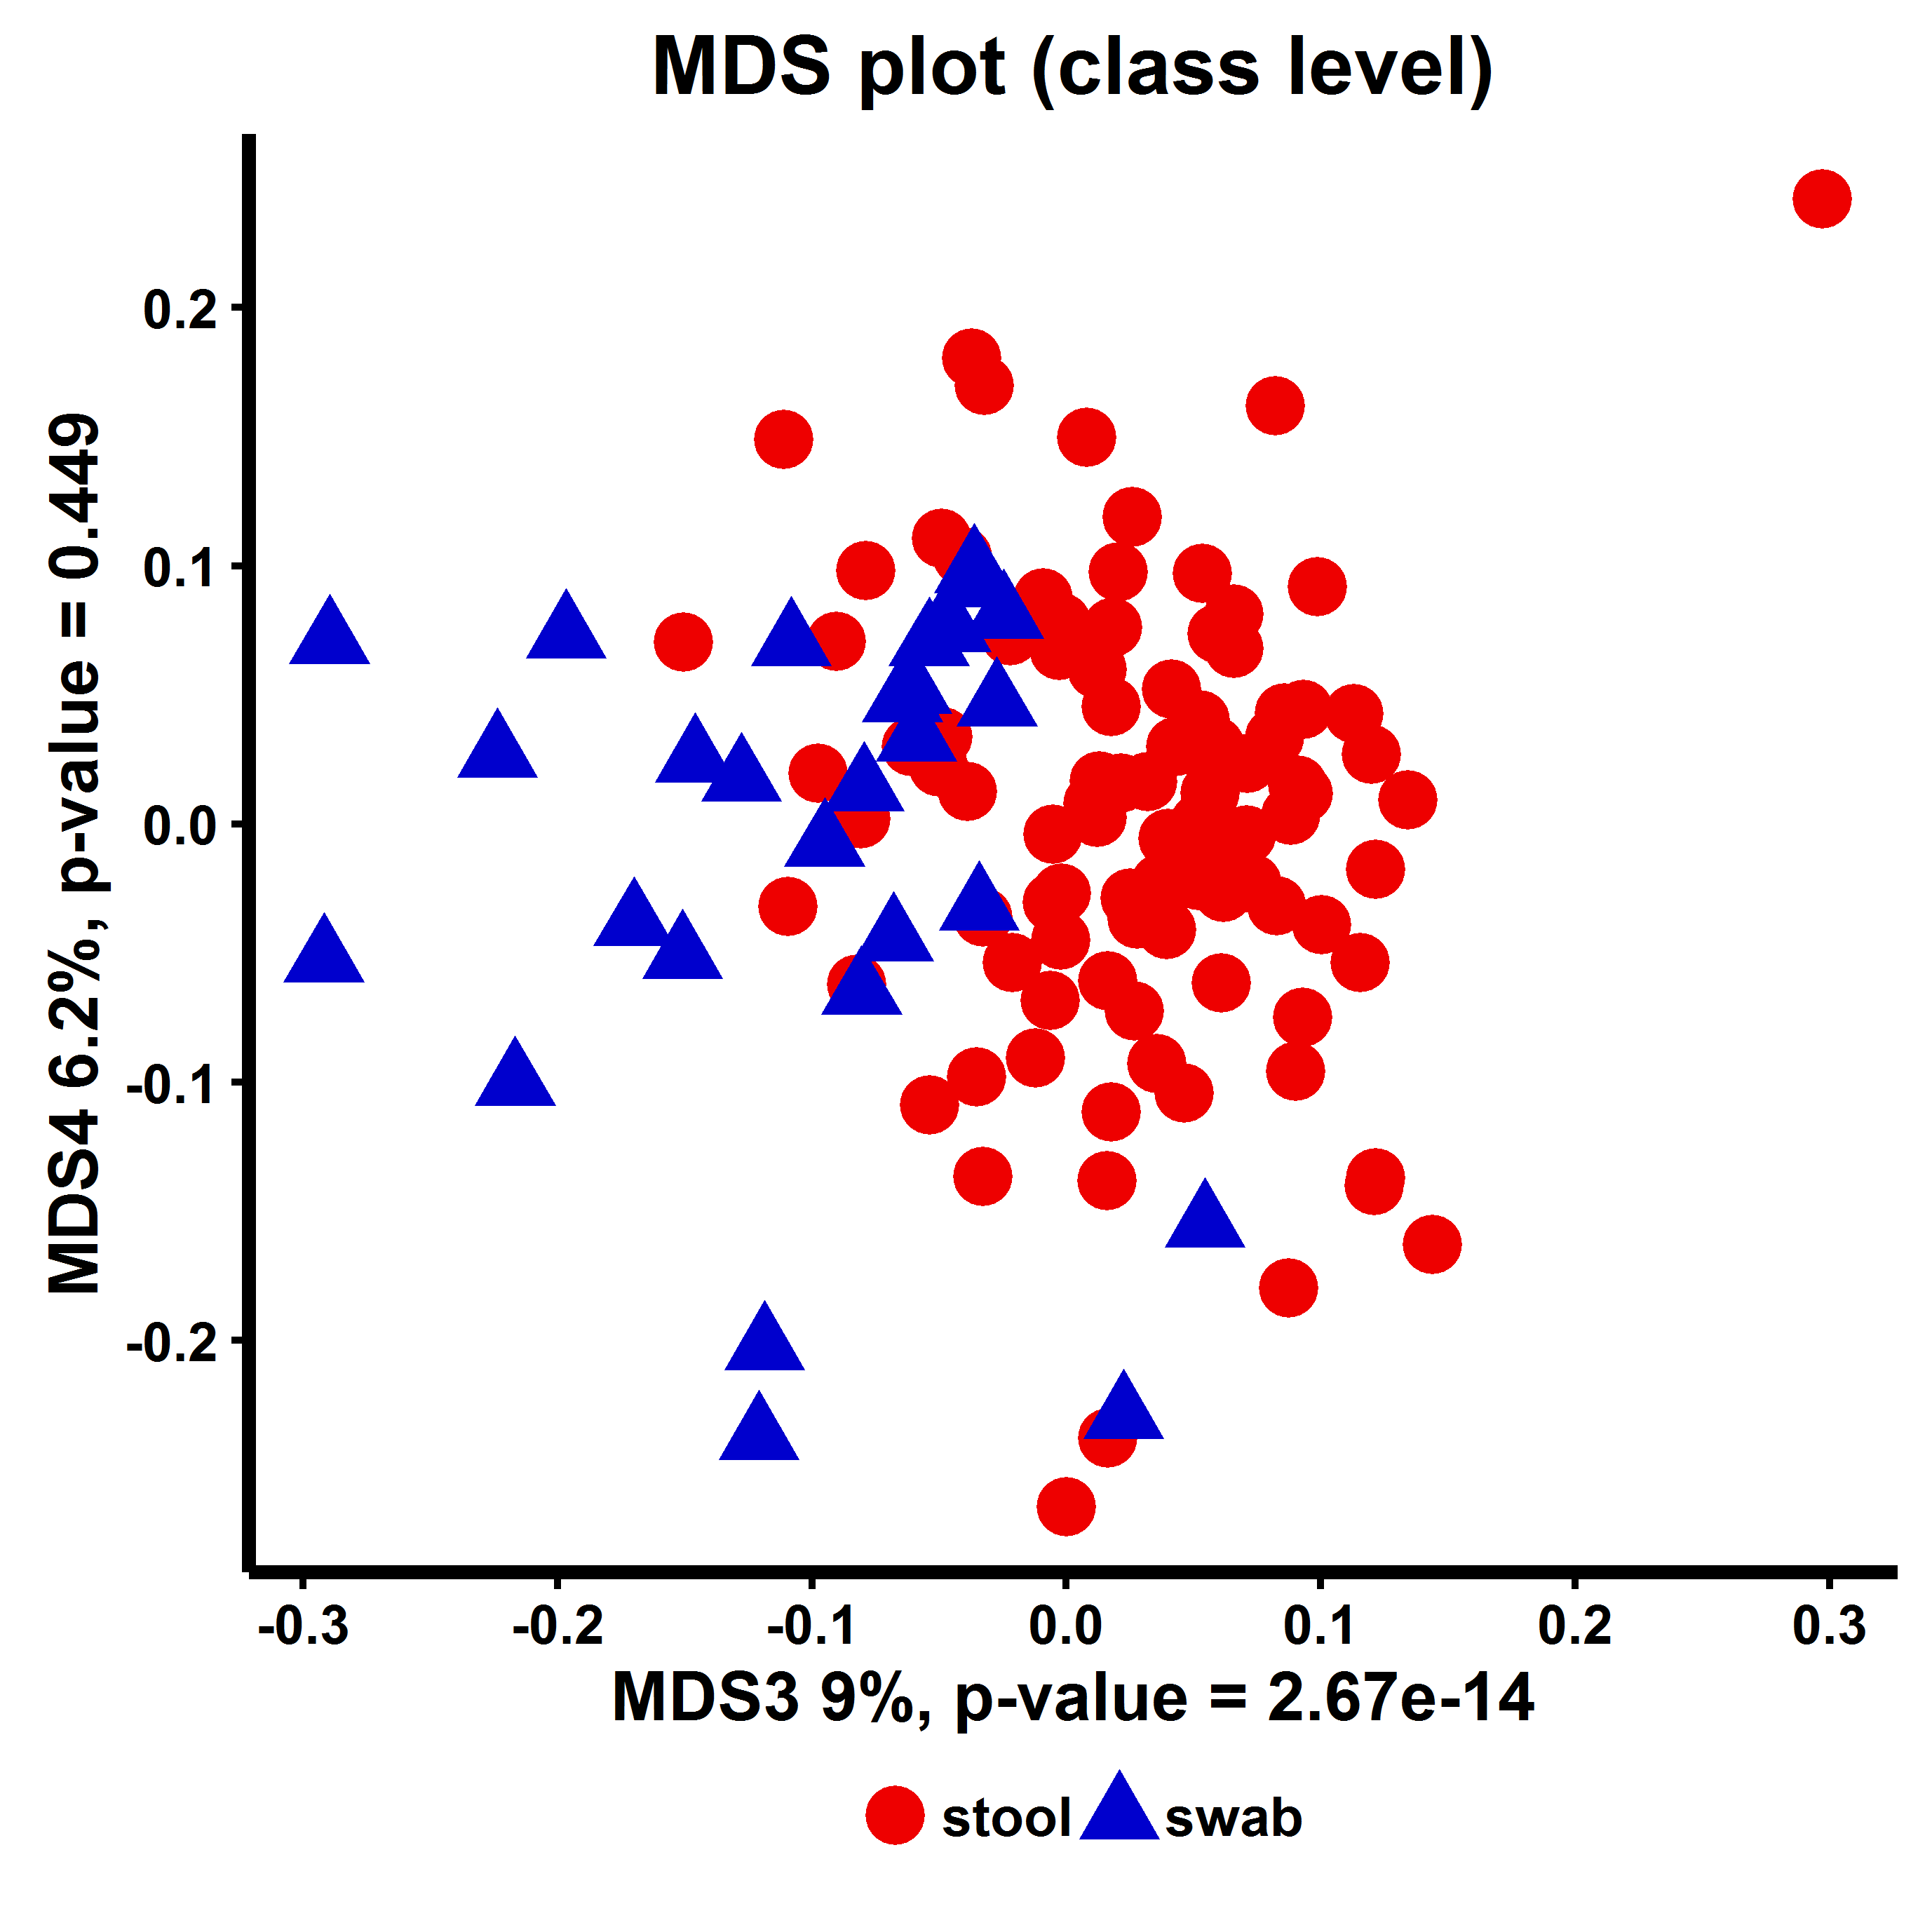 MDS plot (class level)
MDS4 6.2%, p-value = 0.449
0.2
0.1
0.0
-0.1
-0.2
-0.3 -0.2 -0.1 0.0 0.1 0.2 0.3
MDS3 9%, p-value = 2.67e-14
stool swab